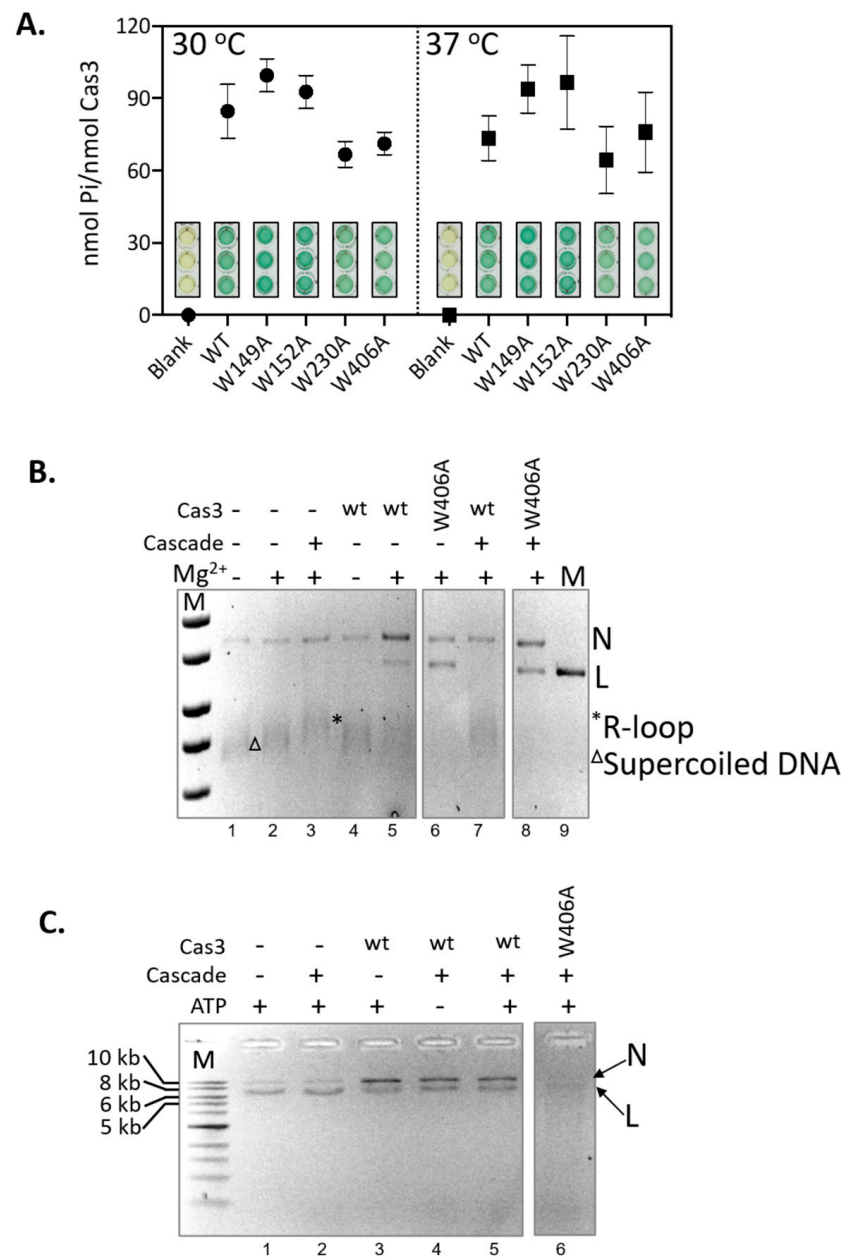 A.
30 °C 37 °C
nmol Pi/nmol Cas3
120
90
60
30
0
Blank WT W149A W152A W230A W406A Blank WT W149A W152A W230A W406A
B.
Cas3 - - - wt wt W406A wt W406A
Cascade - - + - - - + +
Mg2+ - + + - + + + + M
M
N
L
*
Δ
*R-loop
ΔSupercoiled DNA
1 2 3 4 5 6 7 8 9
C.
Cas3 - - wt wt wt W406A
Cascade - + - + + +
ATP + + + - + +
M
10 kb
8 kb
6 kb
5 kb
N
L
1 2 3 4 5 6